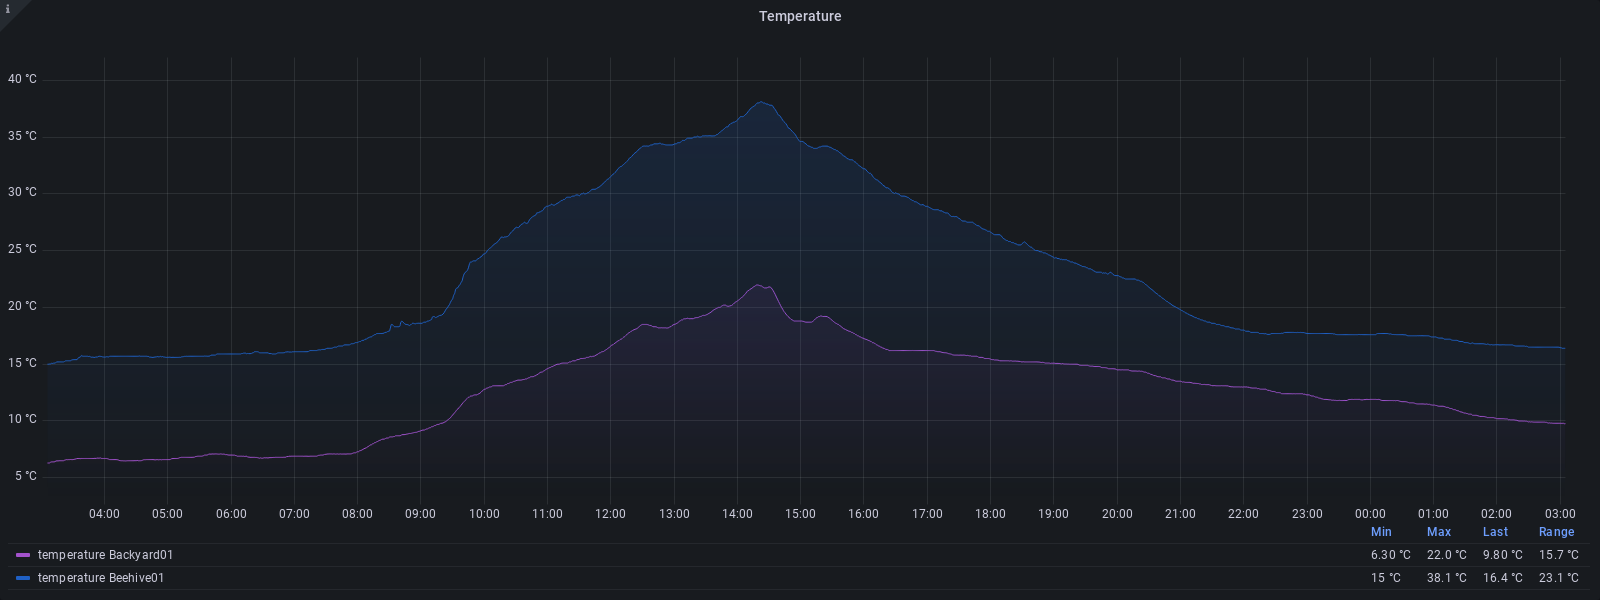 i
Temperature
40 °C
35 °C
30 °C
25 °C
20 °C
15 °C
10 °C
5 °C
04:00 05:00 06:00 07:00 08:00 09:00 10:00 11:00 12:00 13:00 14:00 15:00 16:00 17:00 18:00 19:00 20:00 21:00 22:00 23:00 00:00 01:00 02:00 03:00
Min Max Last Range
temperature Backyard01 6.30 °C 22.0 °C 9.80 °C 15.7 °C
temperature Beehive01 15 °C 38.1 °C 16.4 °C 23.1 °C